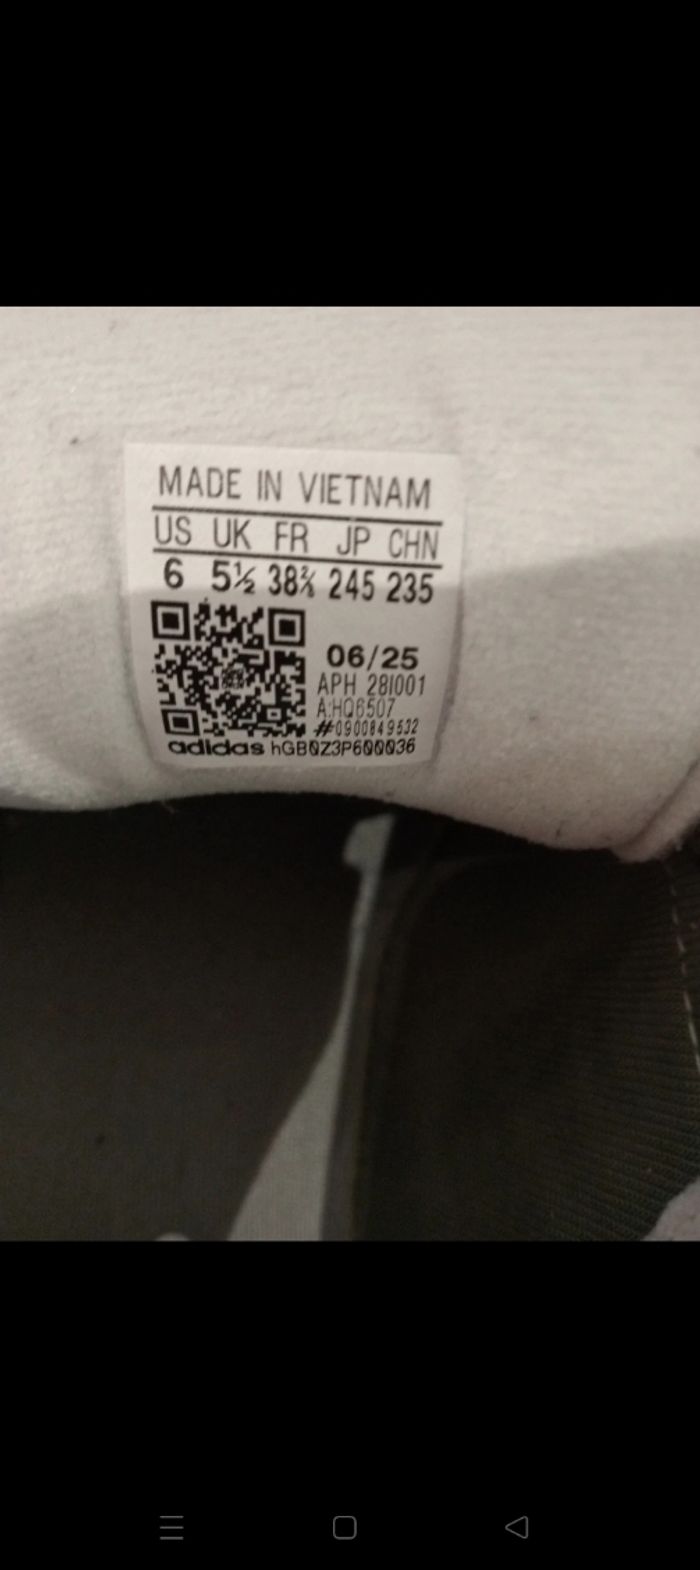 MADE IN VIETNAM
US UK FR JP CHN
6 5½ 38⅔ 245 235
06/25
APH 28I001
A:HQ6507
#0900849532
adidas hGB0Z3P600036